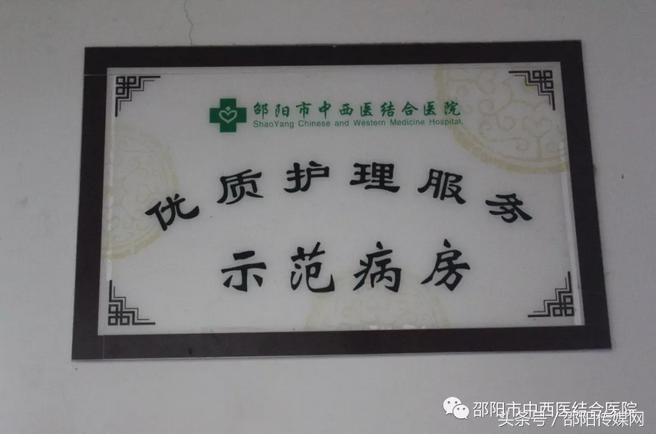 邵阳市中西医结合医院
ShaoYang Chinese and Western Medicine Hospital.
优质护理服务
示范病房
邵阳市中西医结合医院
头条号／邵阳传媒网